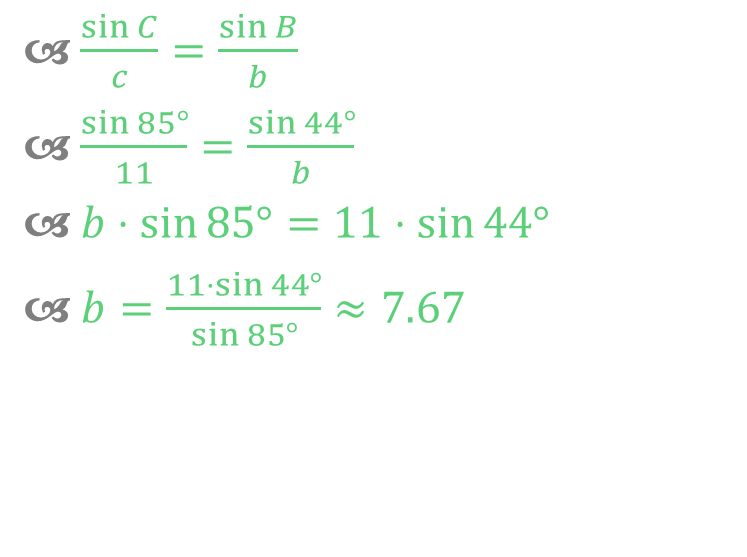 sin C / c = sin B / b
sin 85° / 11 = sin 44° / b
b · sin 85° = 11 · sin 44°
b = 11·sin 44° / sin 85° ≈ 7.67